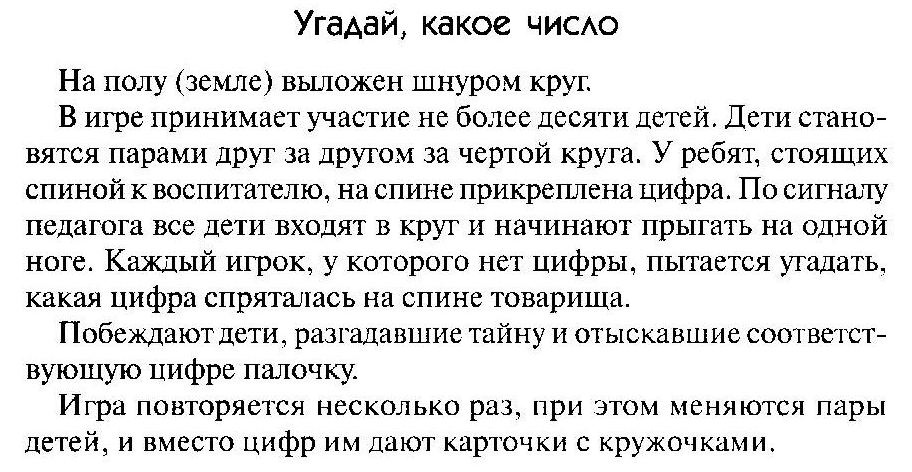 Угадай, какое число
На полу (земле) выложен шнуром круг.
В игре принимает участие не более десяти детей. Дети стано-
вятся парами друг за другом за чертой круга. У ребят, стоящих
спиной к воспитателю, на спине прикреплена цифра. По сигналу
педагога все дети входят в круг и начинают прыгать на одной
ноге. Каждый игрок, у которого нет цифры, пытается угадать,
какая цифра спряталась на спине товарища.
Побеждают дети, разгадавшие тайну и отыскавшие соответст-
вующую цифре палочку.
Игра повторяется несколько раз, при этом меняются пары
детей, и вместо цифр им дают карточки с кружочками.